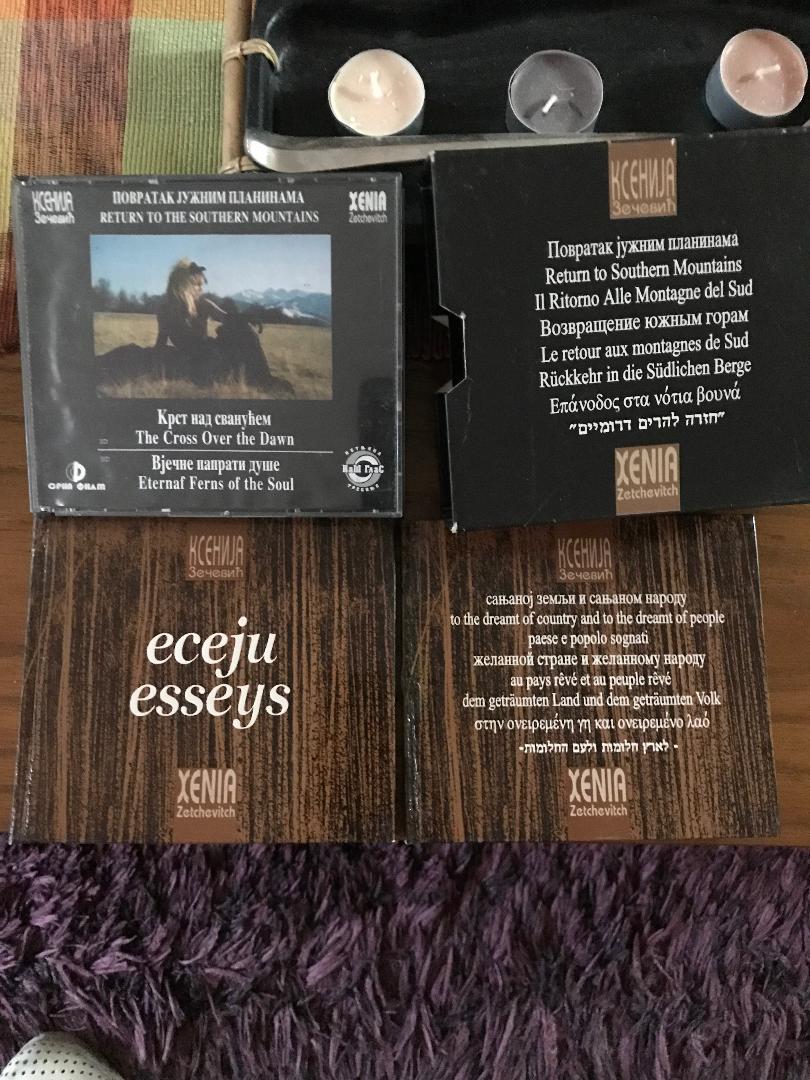 КСЕНИЈА
Зечевић
ПОВРАТАК ЈУЖНИМ ПЛАНИНАМА
RETURN TO THE SOUTHERN MOUNTAINS
XENIA
Zetchevitch
Крст над сванућем
The Cross Over the Dawn
Вјечне папрати душе
Eternaf Ferns of the Soul
СРНА ФИЛМ
НАШ ГЛАС
КСЕНИЈА
Зечевић
Повратак јужним планинама
Return to Southern Mountains
Il Ritorno Alle Montagne del Sud
Возвращение южным горам
Le retour aux montagnes de Sud
Rückkehr in die Südlichen Berge
Επάνοδος στα νότια βουνά
"חזרה להרים דרומיים"
XENIA
Zetchevitch
КСЕНИЈА
Зечевић
есеји
esseys
XENIA
Zetchevitch
КСЕНИЈА
Зечевић
сањаној земљи и сањаном народу
to the dreamt of country and to the dreamt of people
paese e popolo sognati
желанной стране и желанному народу
au pays rêvé et au peuple rêvé
dem geträumten Land und dem geträumten Volk
στην ονειρεμένη γη και ονειρεμένο λαό
- לארץ חלומות ולעם החלומות-
XENIA
Zetchevitch